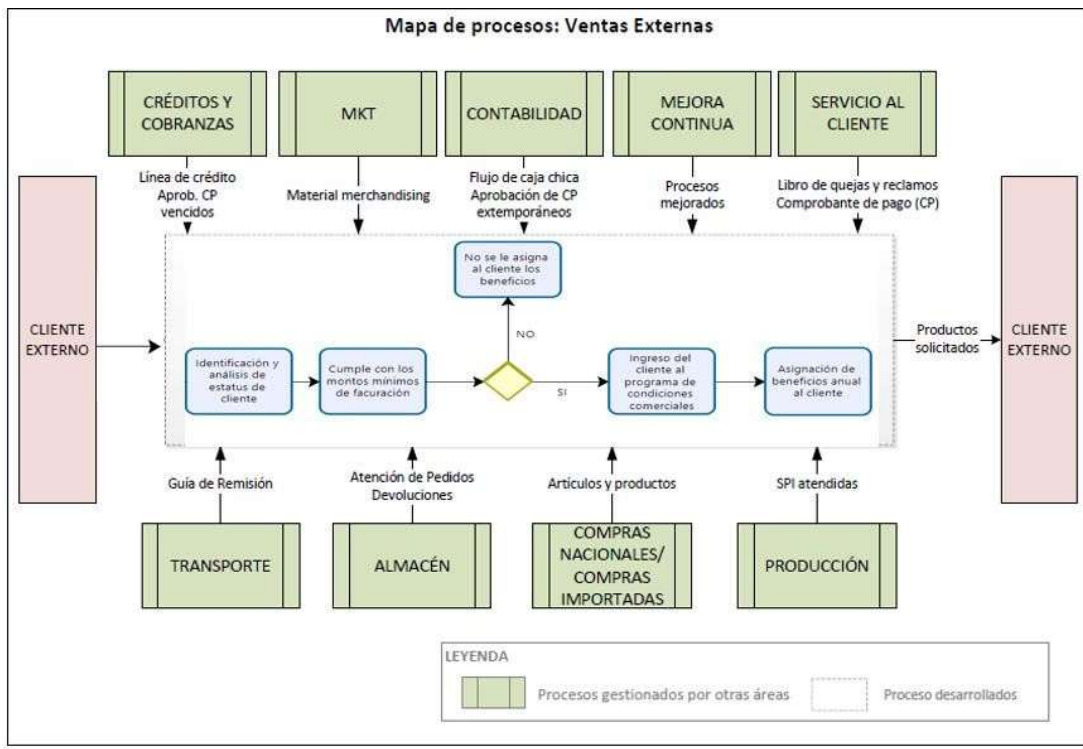 Mapa de procesos: Ventas Externas
CRÉDITOS Y
COBRANZAS
MKT
CONTABILIDAD
MEJORA
CONTINUA
SERVICIO AL
CLIENTE
Línea de crédito
Aprob. CP
vencidos
Material merchandising
Flujo de caja chica
Aprobación de CP
extemporáneos
Procesos
mejorados
Libro de quejas y reclamos
Comprobante de pago (CP)
CLIENTE
EXTERNO
No se le asigna
al cliente los
beneficios
NO
Identificación y
análisis de
estatus de
cliente
Cumple con los
montos mínimos
de facuración
SI
Ingreso del
cliente al
programa de
condiciones
comerciales
Asignación de
beneficios anual
al cliente
Productos
solicitados
CLIENTE
EXTERNO
Guía de Remisión
Atención de Pedidos
Devoluciones
Artículos y productos
SPI atendidas
TRANSPORTE
ALMACÉN
COMPRAS
NACIONALES/
COMPRAS
IMPORTADAS
PRODUCCIÓN
LEYENDA
Procesos gestionados por otras áreas
Proceso desarrollados